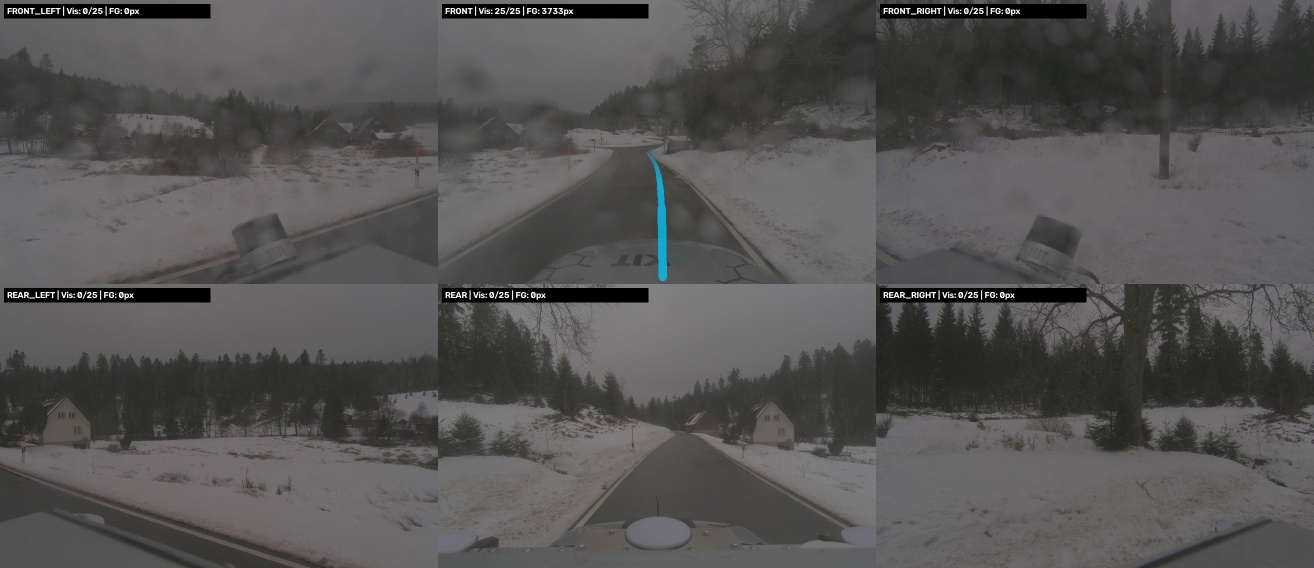 FRONT_LEFT | Vis: 0/25 | FG: 0px
FRONT | Vis: 25/25 | FG: 3733px
FRONT_RIGHT | Vis: 0/25 | FG: 0px
KIT
REAR_LEFT | Vis: 0/25 | FG: 0px
REAR | Vis: 0/25 | FG: 0px
REAR_RIGHT | Vis: 0/25 | FG: 0px